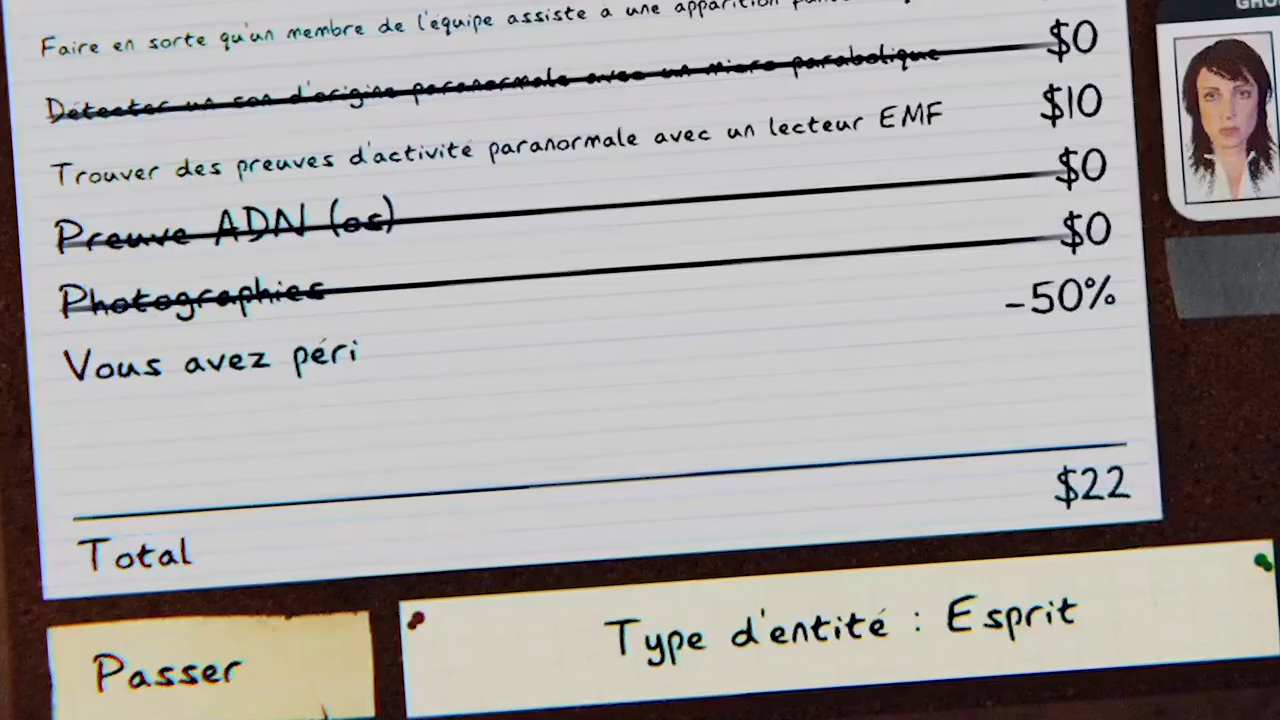 Faire en sorte qu'un membre de l'équipe assiste à une apparition
Détecter un son d'origine paranormale avec un micro parabolique $0
Trouver des preuves d'activité paranormale avec un lecteur EMF $10
Preuve ADN (os) $0
Photographies $0
Vous avez péri -50%
Total $22
Passer
Type d'entité : Esprit